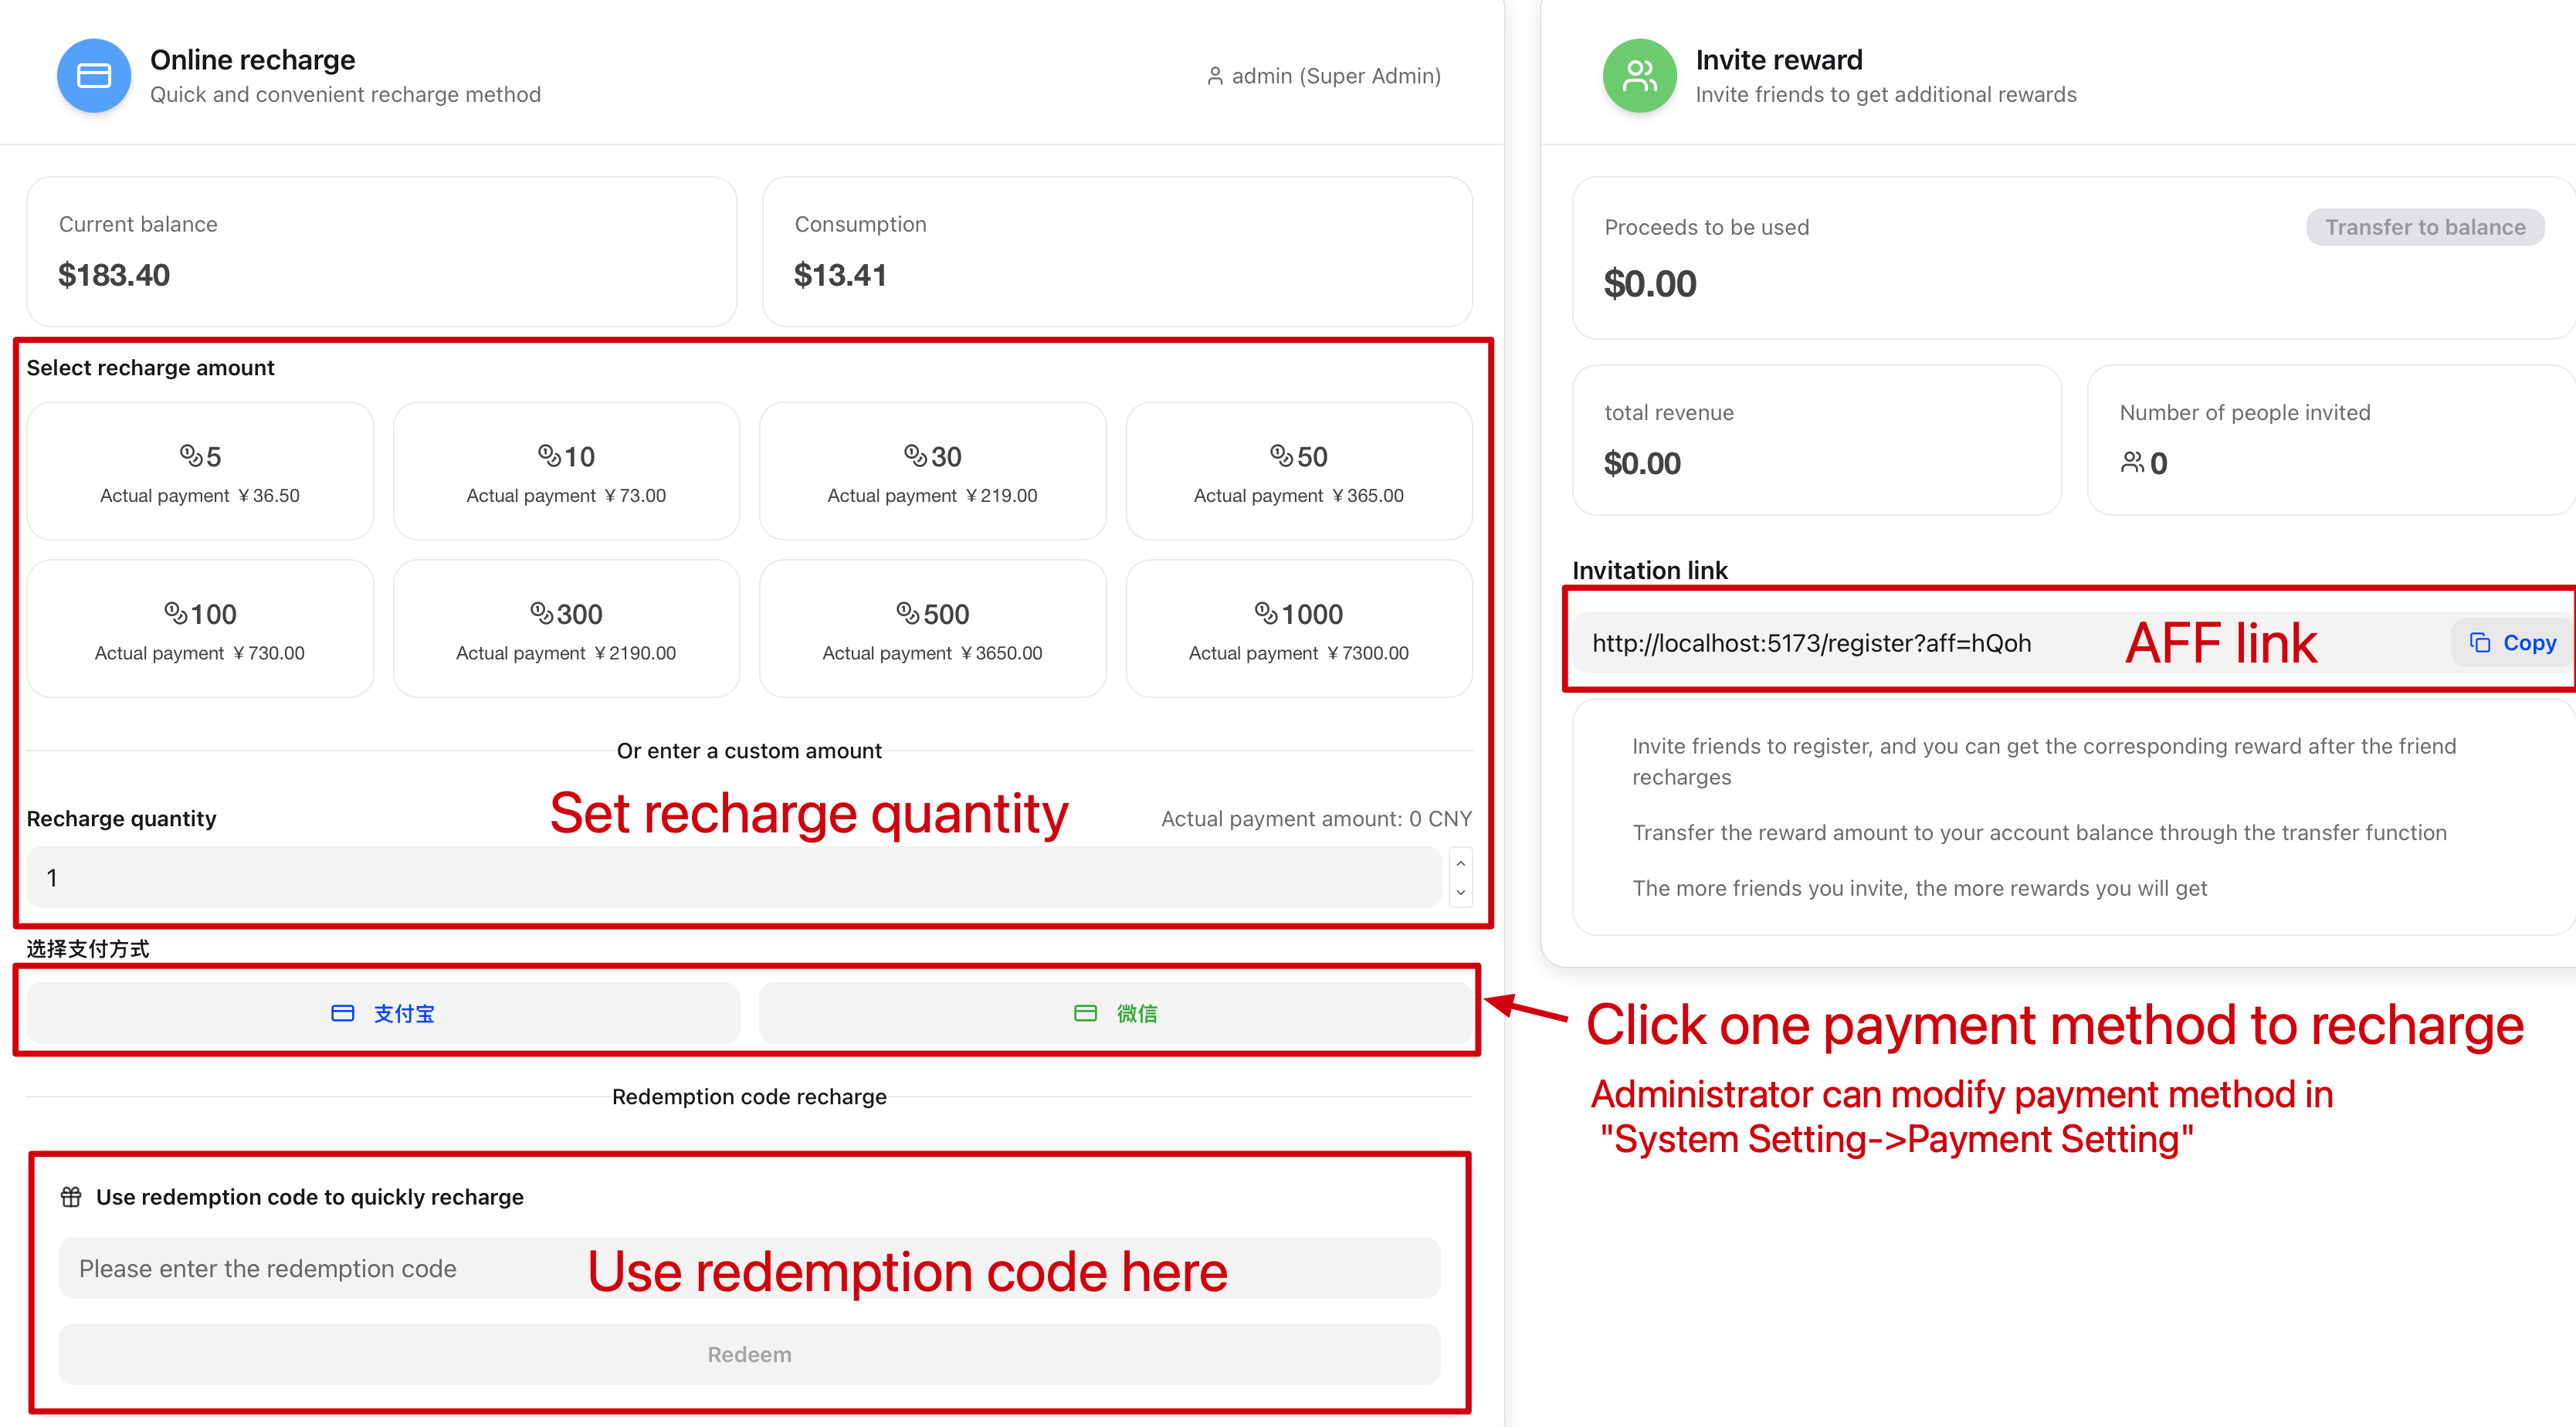 Online recharge
Quick and convenient recharge method
admin (Super Admin)
Current balance
$183.40
Consumption
$13.41
Select recharge amount
5
Actual payment ¥36.50
10
Actual payment ¥73.00
30
Actual payment ¥219.00
50
Actual payment ¥365.00
100
Actual payment ¥730.00
300
Actual payment ¥2190.00
500
Actual payment ¥3650.00
1000
Actual payment ¥7300.00
Or enter a custom amount
Recharge quantity
Set recharge quantity
Actual payment amount: 0 CNY
1
选择支付方式
支付宝
微信
Redemption code recharge
Use redemption code to quickly recharge
Please enter the redemption code
Use redemption code here
Redeem
Invite reward
Invite friends to get additional rewards
Proceeds to be used
Transfer to balance
$0.00
total revenue
$0.00
Number of people invited
0
Invitation link
http://localhost:5173/register?aff=hQoh
AFF link
Copy
Invite friends to register, and you can get the corresponding reward after the friend
recharges
Transfer the reward amount to your account balance through the transfer function
The more friends you invite, the more rewards you will get
Click one payment method to recharge
Administrator can modify payment method in
"System Setting->Payment Setting"